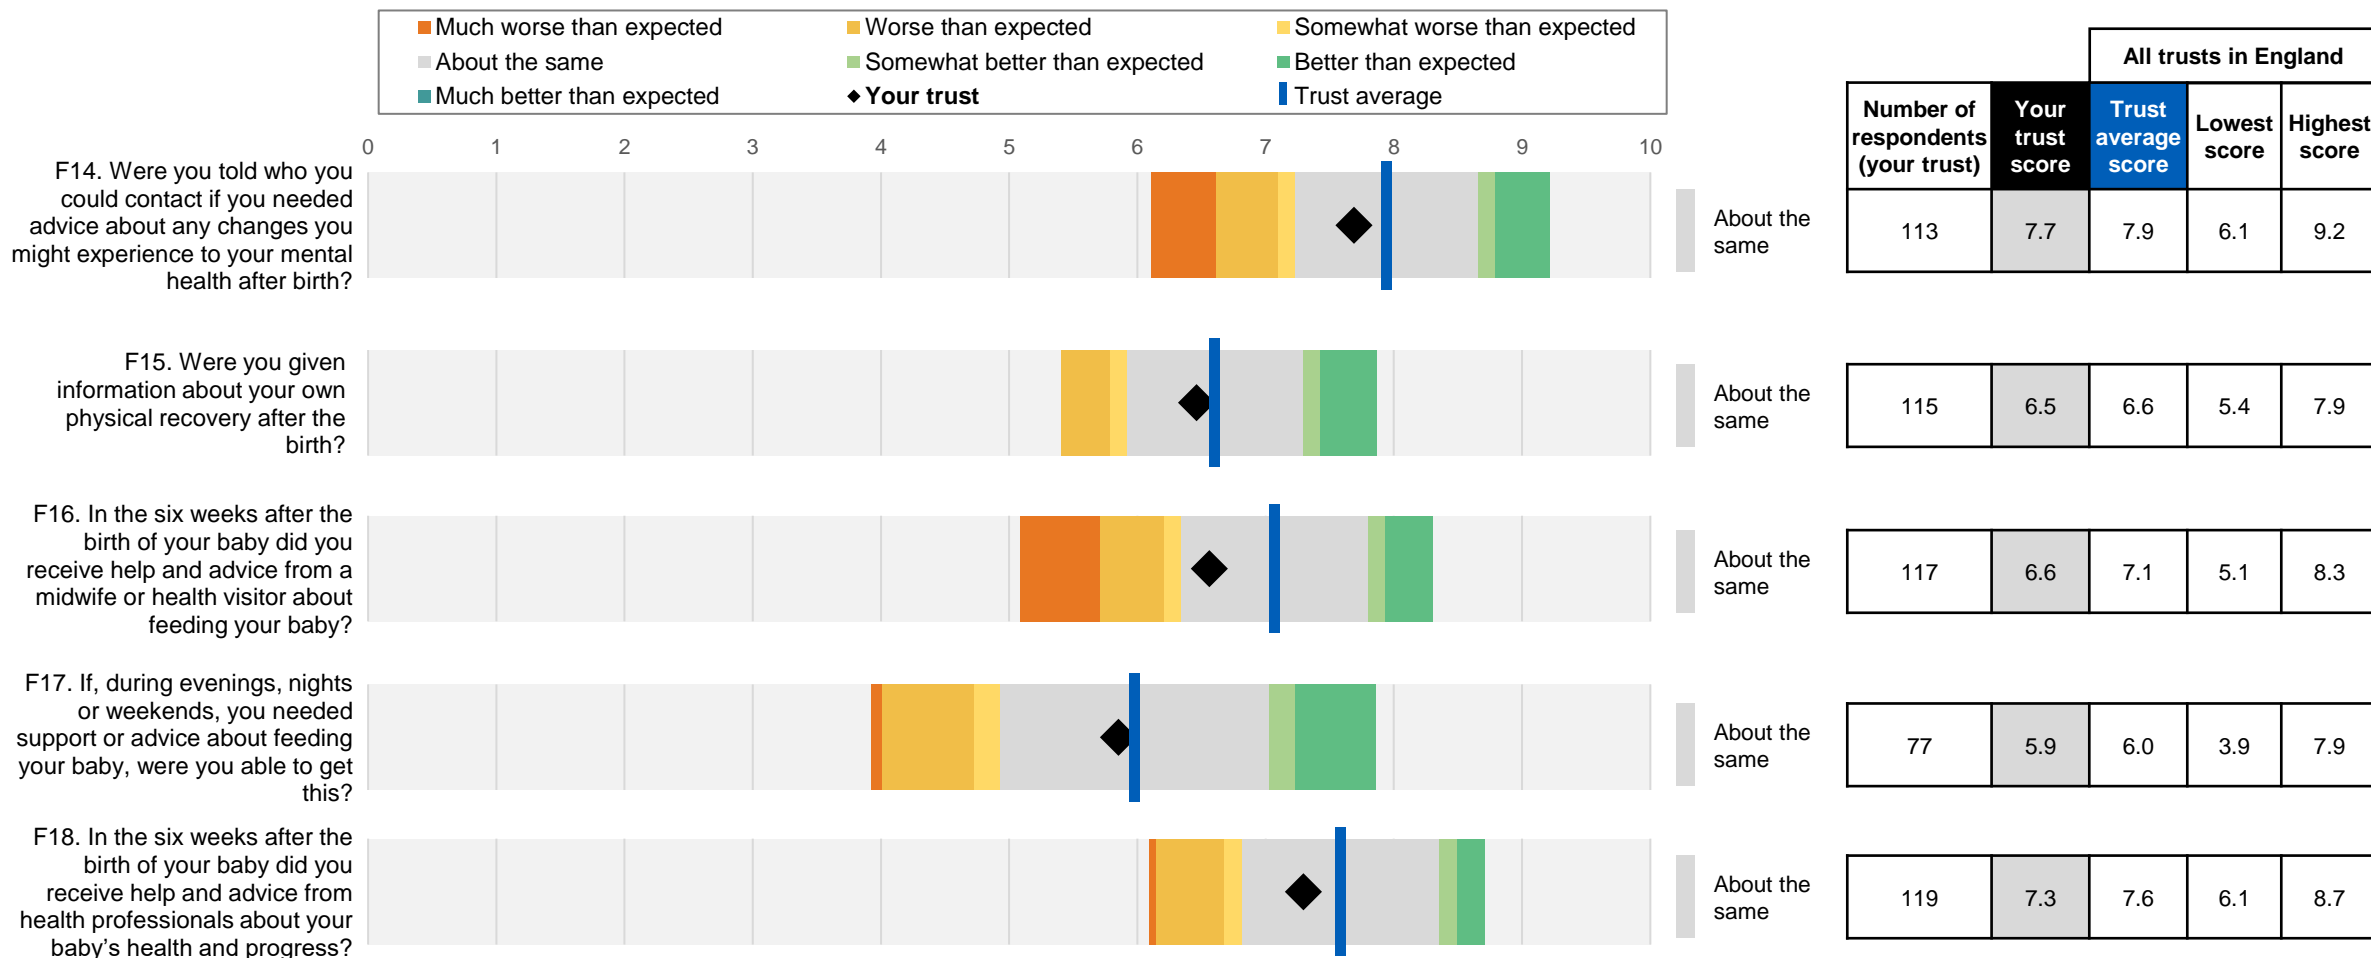 Much worse than expected
Worse than expected
Somewhat worse than expected
About the same
Somewhat better than expected
Better than expected
Much better than expected
Your trust
Trust average
All trusts in England
Number of
respondents
(your trust)
Your
trust
score
Trust
average
score
Lowest
score
Highest
score
0 1 2 3 4 5 6 7 8 9 10
F14. Were you told who you
could contact if you needed
advice about any changes you
might experience to your mental
health after birth?
About the
same
113 7.7 7.9 6.1 9.2
F15. Were you given
information about your own
physical recovery after the
birth?
About the
same
115 6.5 6.6 5.4 7.9
F16. In the six weeks after the
birth of your baby did you
receive help and advice from a
midwife or health visitor about
feeding your baby?
About the
same
117 6.6 7.1 5.1 8.3
F17. If, during evenings, nights
or weekends, you needed
support or advice about feeding
your baby, were you able to get
this?
About the
same
77 5.9 6.0 3.9 7.9
F18. In the six weeks after the
birth of your baby did you
receive help and advice from
health professionals about your
baby’s health and progress?
About the
same
119 7.3 7.6 6.1 8.7